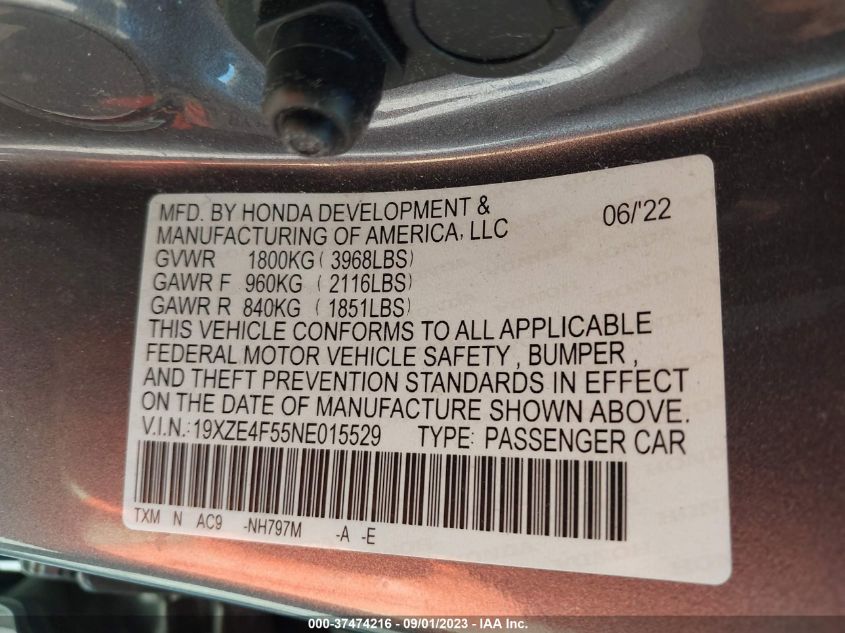 MFD. BY HONDA DEVELOPMENT & 06/'22
MANUFACTURING OF AMERICA, LLC
GVWR 1800KG ( 3968LBS)
GAWR F 960KG ( 2116LBS)
GAWR R 840KG ( 1851LBS)
THIS VEHICLE CONFORMS TO ALL APPLICABLE
FEDERAL MOTOR VEHICLE SAFETY , BUMPER ,
AND THEFT PREVENTION STANDARDS IN EFFECT
ON THE DATE OF MANUFACTURE SHOWN ABOVE.
V.I.N.:19XZE4F55NE015529 TYPE: PASSENGER CAR
TXM N AC9 -NH797M -A -E
000-37474216 - 09/01/2023 - IAA Inc.